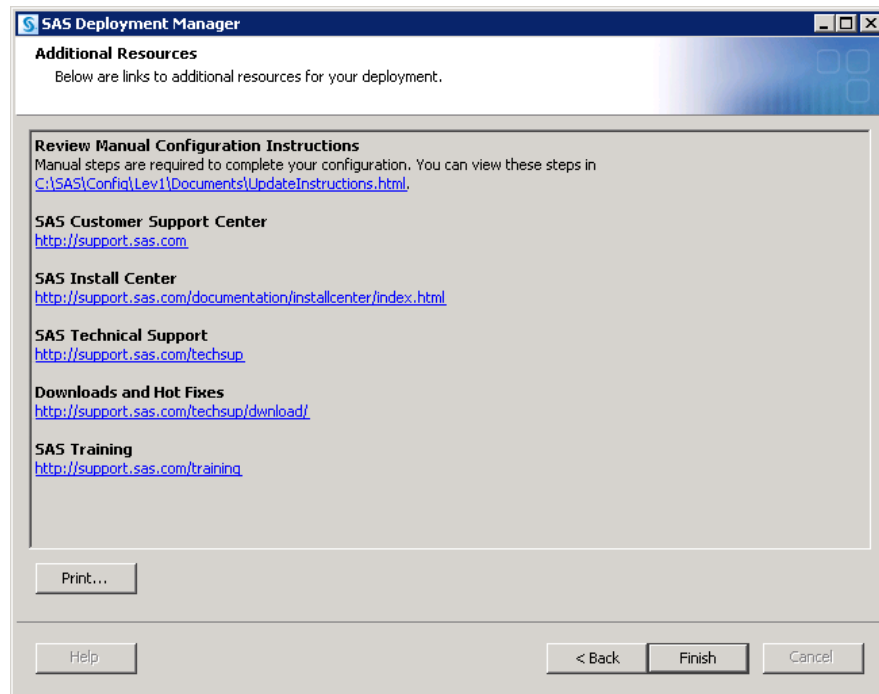 SAS Deployment Manager
Additional Resources
Below are links to additional resources for your deployment.
Review Manual Configuration Instructions
Manual steps are required to complete your configuration. You can view these steps in
C:\SAS\Config\Lev1\Documents\UpdateInstructions.html.
SAS Customer Support Center
http://support.sas.com
SAS Install Center
http://support.sas.com/documentation/installcenter/index.html
SAS Technical Support
http://support.sas.com/techsup
Downloads and Hot Fixes
http://support.sas.com/techsup/dwnload/
SAS Training
http://support.sas.com/training
Print...
Help
< Back
Finish
Cancel